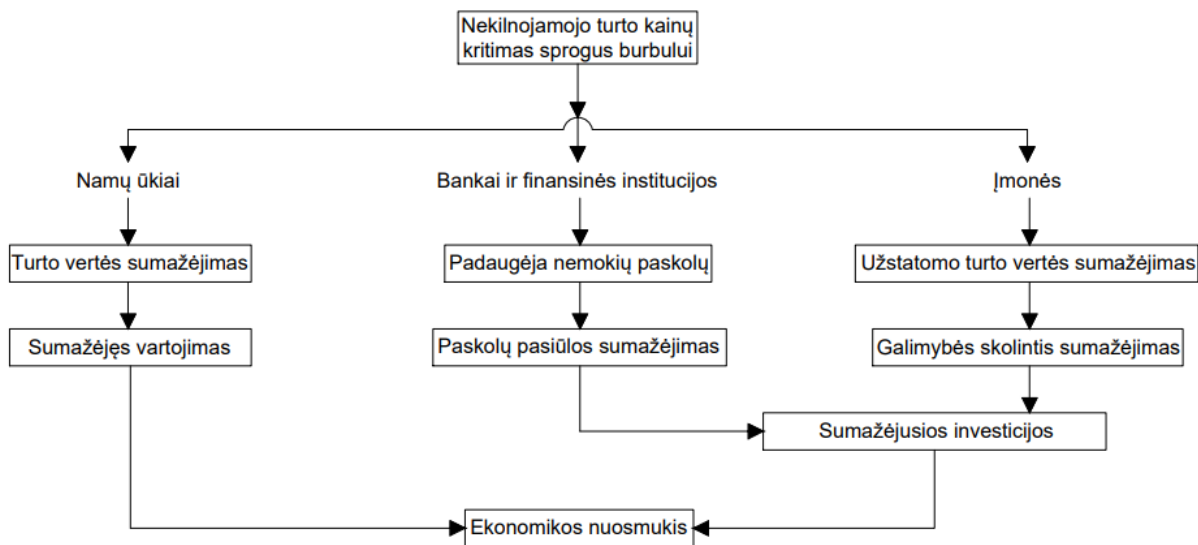 Nekilnojamojo turto kainų
kritimas sprogus burbului
Namų ūkiai
Bankai ir finansinės institucijos
Įmonės
Turto vertės sumažėjimas
Padaugėja nemokių paskolų
Užstatomo turto vertės sumažėjimas
Sumažėjęs vartojimas
Paskolų pasiūlos sumažėjimas
Galimybės skolintis sumažėjimas
Sumažėjusios investicijos
Ekonomikos nuosmukis